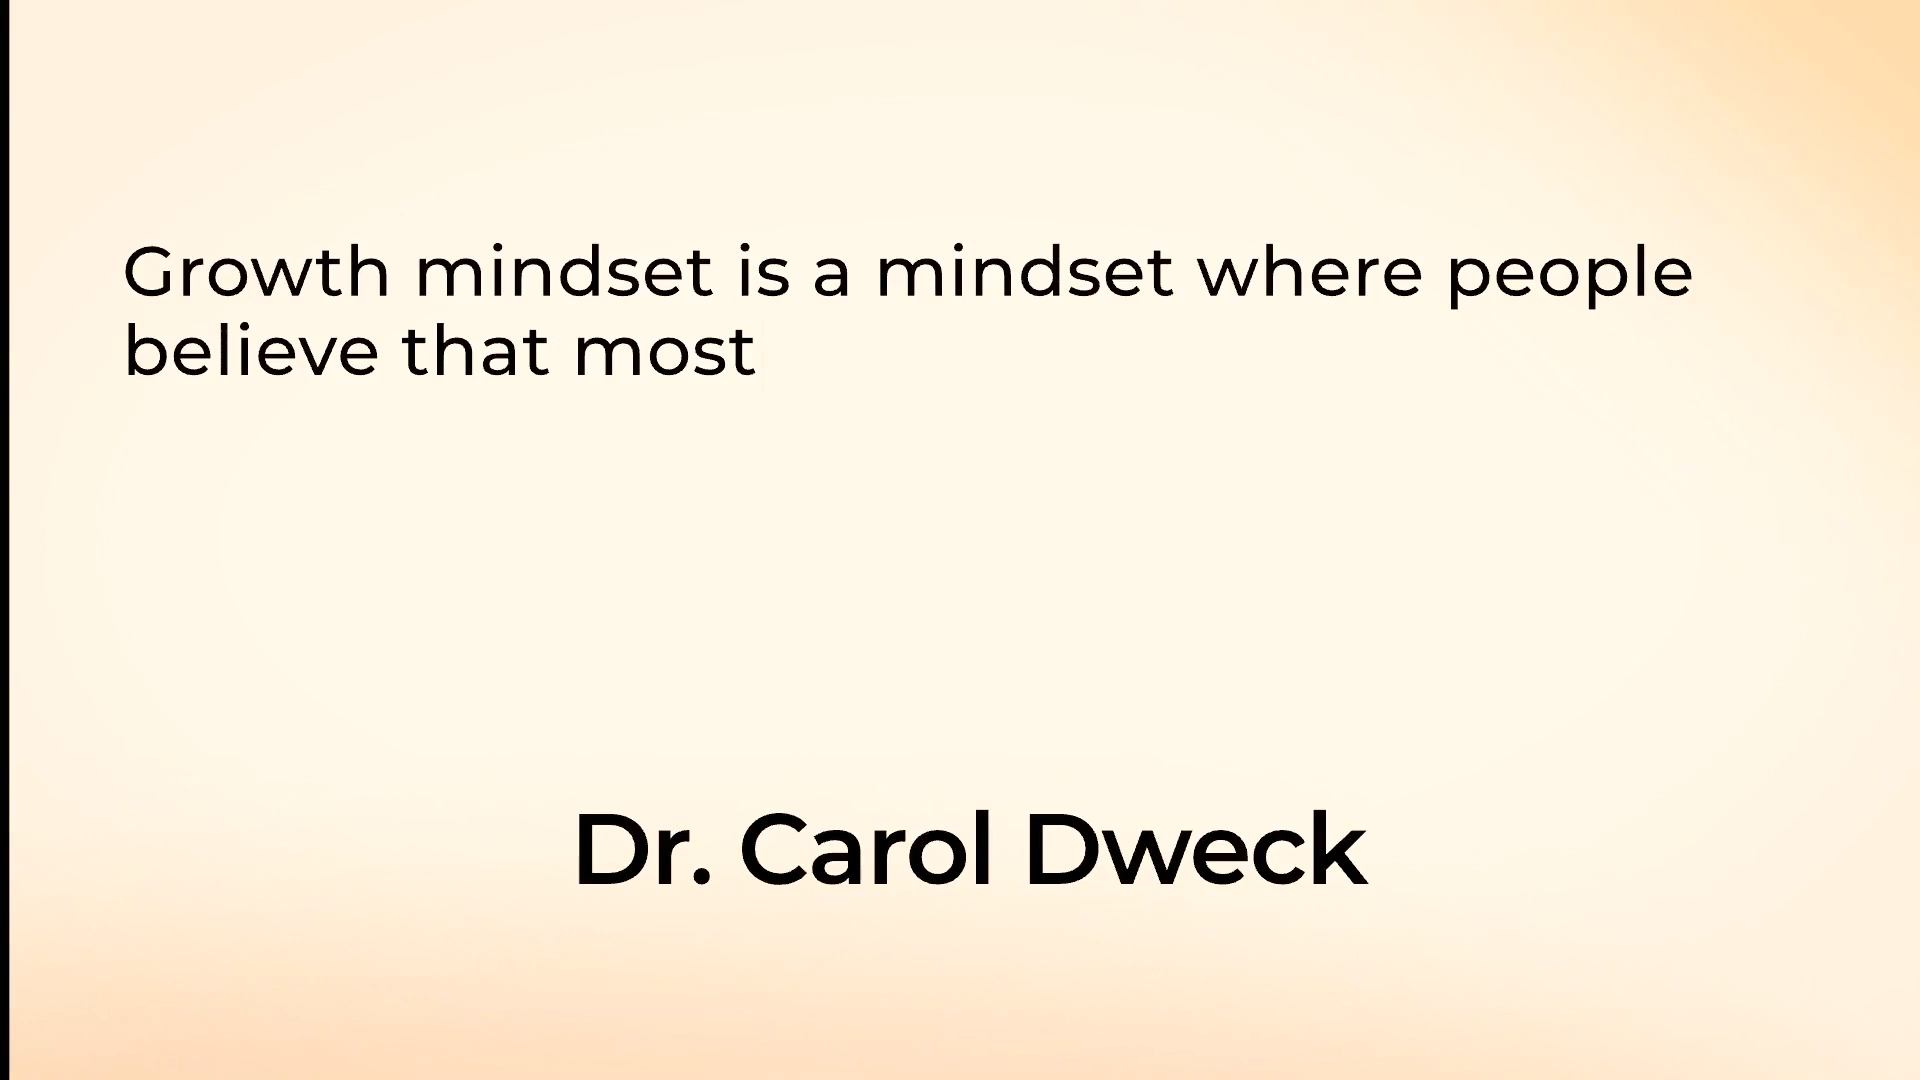 Growth mindset is a mindset where people
believe that most
Dr. Carol Dweck